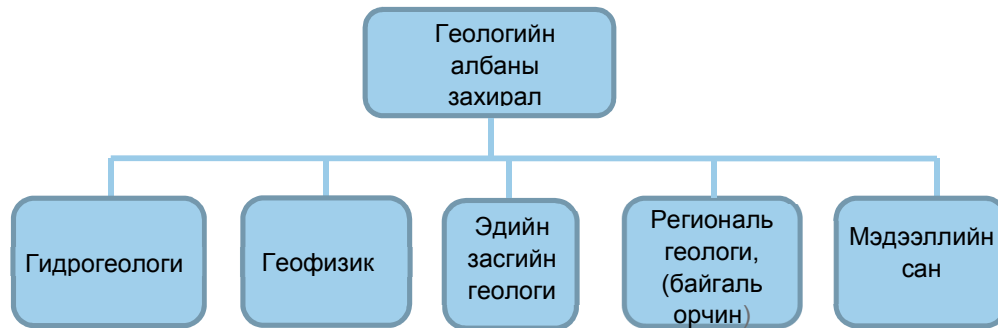 Геологийн
албаны
захирал
Гидрогеологи
Геофизик
Эдийн
засгийн
геологи
Региональ
геологи,
(байгаль
орчин)
Мэдээллийн
сан